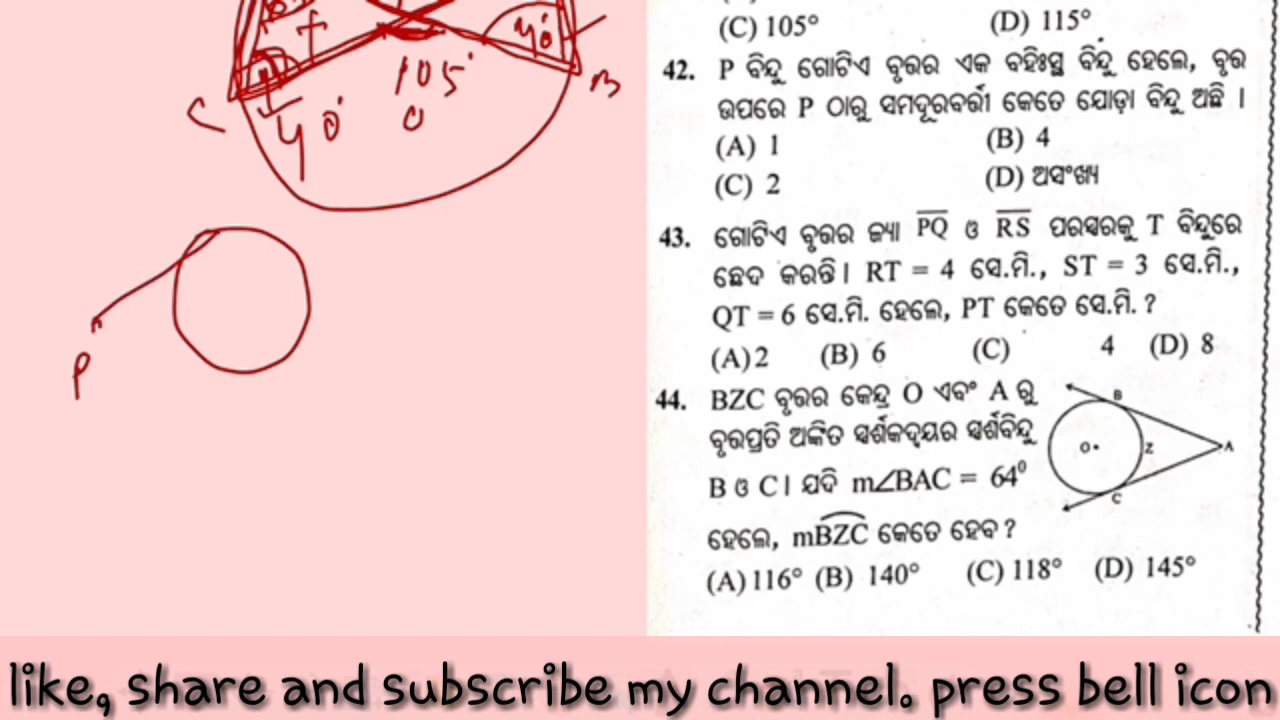 (C) 105° (D) 115°
42. P ବିନ୍ଦୁ ଗୋଟିଏ ବୃତ୍ତର ଏକ ବହିଃସ୍ଥ ବିନ୍ଦୁ ହେଲେ, ବୃତ୍ତ
ଉପରେ P ଠାରୁ ସମଦୂରବର୍ତ୍ତୀ କେତେ ଯୋଡ଼ା ବିନ୍ଦୁ ଅଛି ।
(A) 1 (B) 4
(C) 2 (D) ଅସଂଖ୍ୟ
43. ଗୋଟିଏ ବୃତ୍ତର ଜ୍ୟା PQ ଓ RS ପରସ୍ପରକୁ T ବିନ୍ଦୁରେ
ଛେଦ କରନ୍ତି। RT = 4 ସେ.ମି., ST = 3 ସେ.ମି.,
QT = 6 ସେ.ମି. ହେଲେ, PT କେତେ ସେ.ମି. ?
(A) 2 (B) 6 (C) 4 (D) 8
44. BZC ବୃତ୍ତର କେନ୍ଦ୍ର O ଏବଂ A ରୁ
ବୃତ୍ତପ୍ରତି ଅଙ୍କିତ ସ୍ପର୍ଶକଦ୍ୱୟର ସ୍ପର୍ଶବିନ୍ଦୁ
B ଓ C। ଯଦି m∠BAC = 64⁰
ହେଲେ, mBZC କେତେ ହେବ ?
(A) 116° (B) 140° (C) 118° (D) 145°
B
O
Z
A
C
40°
105°
B
C
40°
0
P
like, share and subscribe my channel. press bell icon